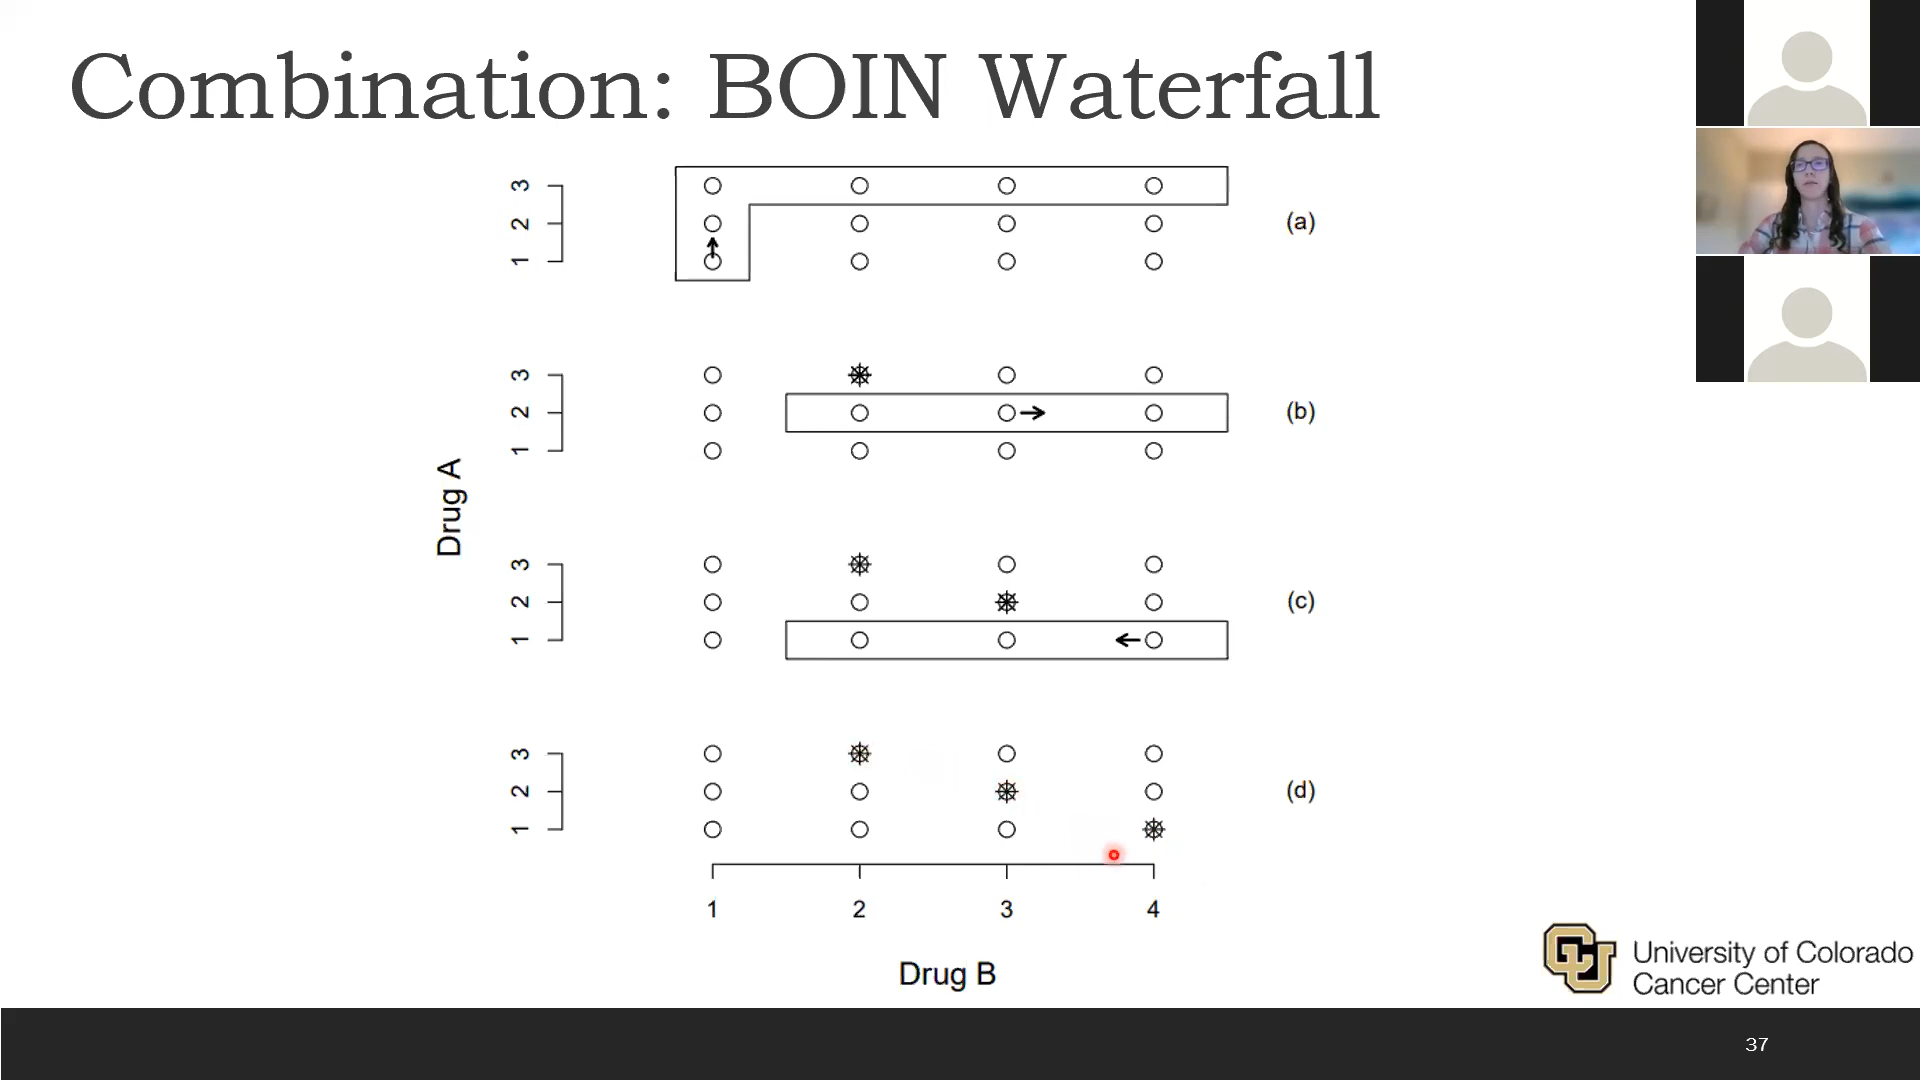 Combination: BOIN Waterfall
3
2
1
(a)
3
2
1
(b)
Drug A
3
2
1
(c)
3
2
1
(d)
1 2 3 4
Drug B
CU
University of Colorado
Cancer Center
37